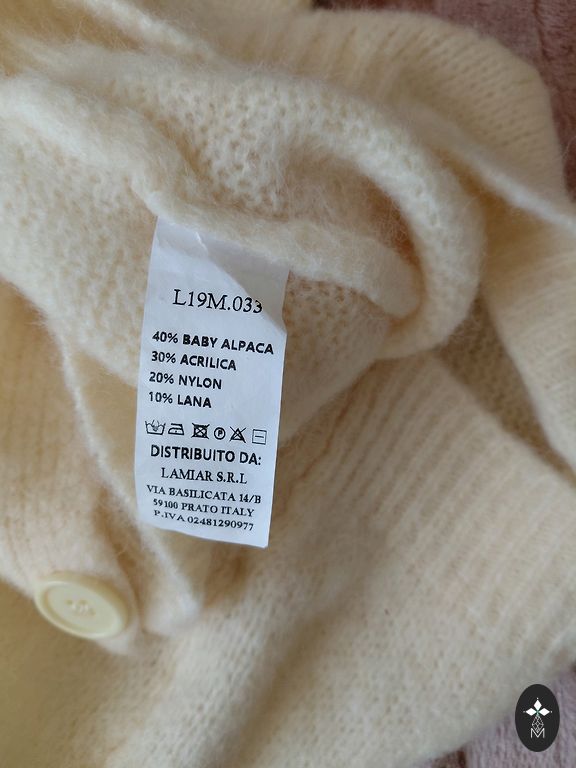 L19M.033
40% BABY ALPACA
30% ACRILICA
20% NYLON
10% LANA
DISTRIBUITO DA:
LAMIAR S.R.L
VIA BASILICATA 14/B
59100 PRATO ITALY
P.IVA 02481290977
M